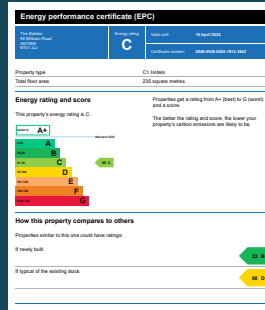 Energy performance certificate (EPC)
Energy rating
C
Valid until:
Certificate number:
Property type
C1 Hotels
Total floor area
235 square metres
Energy rating and score
This property's energy rating is C.
Properties get a rating from A+ (best) to G (worst)
and a score.
The better the rating and score, the lower your
property's carbon emissions are likely to be.
A+
A
B
C
D
E
F
G
How this property compares to others
Properties similar to this one could have ratings:
If newly built
If typical of the existing stock